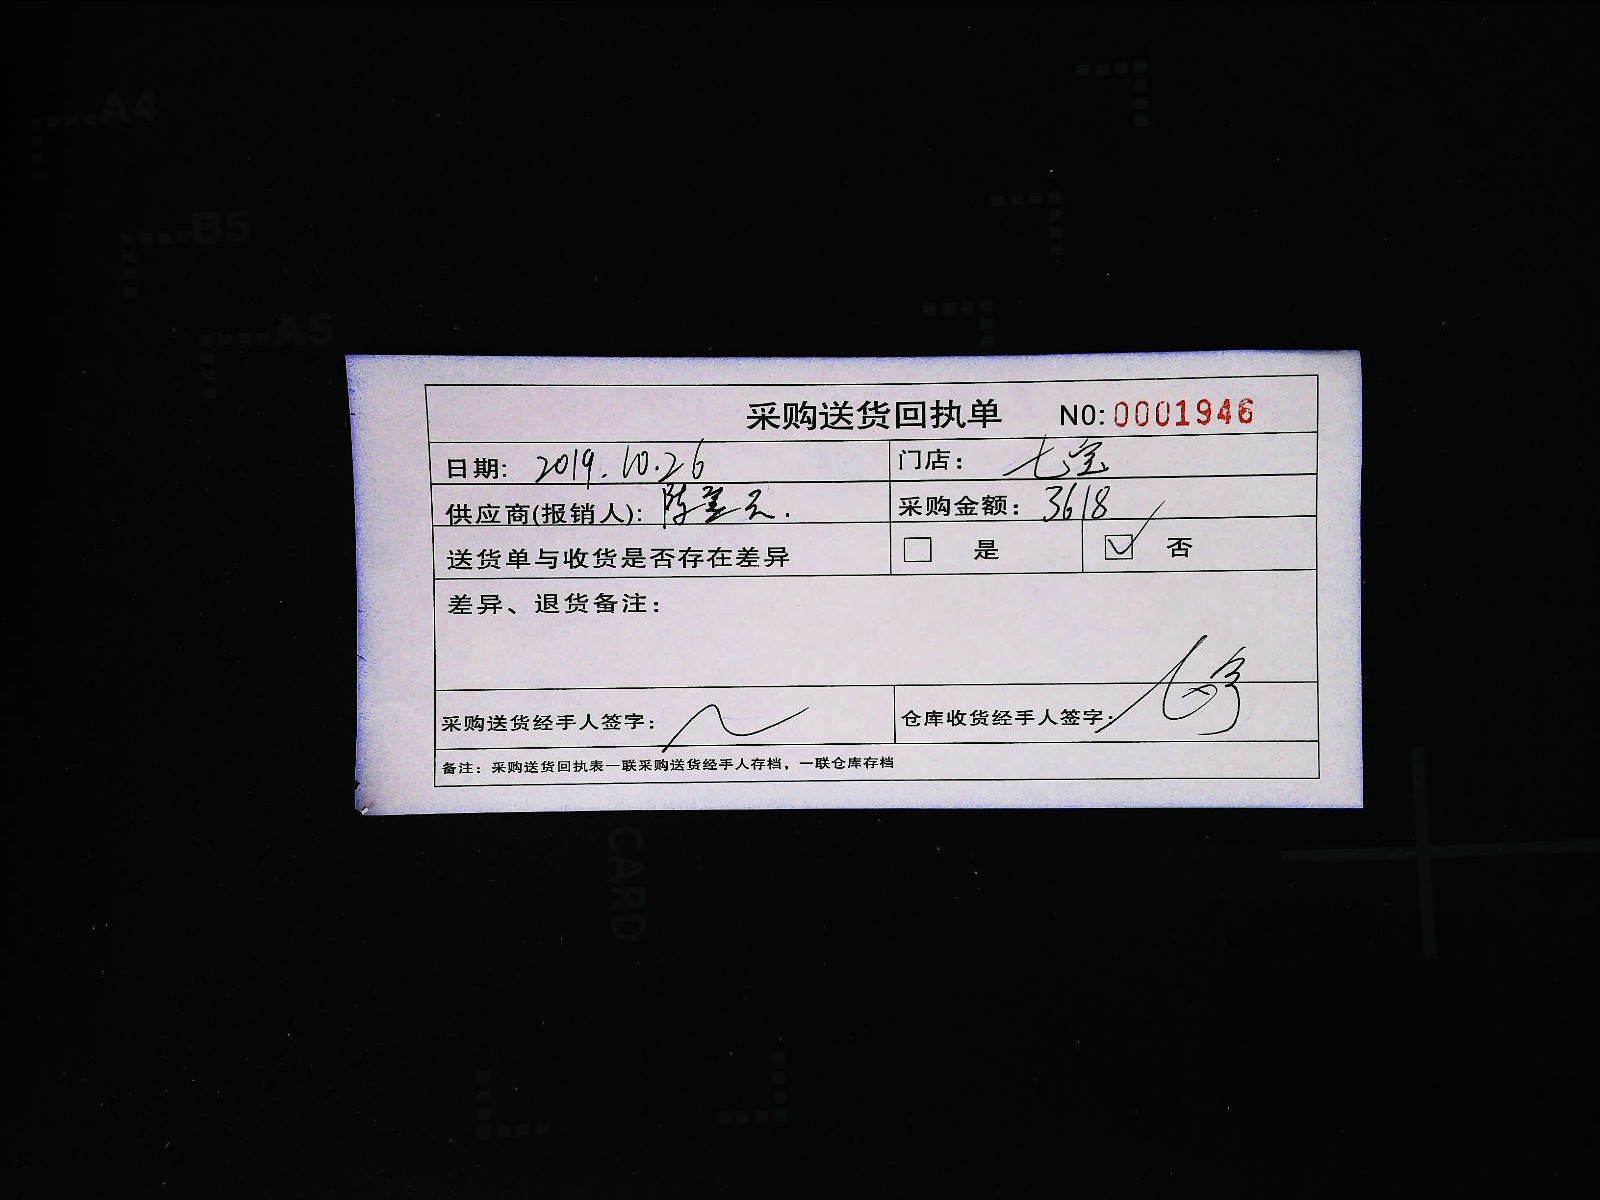 A4
B5
A5
采购送货回执单 NO:0001946
日期: 2019.10.26 门店: 七宝
供应商(报销人): 陈 采购金额: 3618
送货单与收货是否存在差异 是 否
差异、退货备注:
采购送货经手人签字: 仓库收货经手人签字:
备注: 采购送货回执表一联采购送货经手人存档，一联仓库存档
CARD